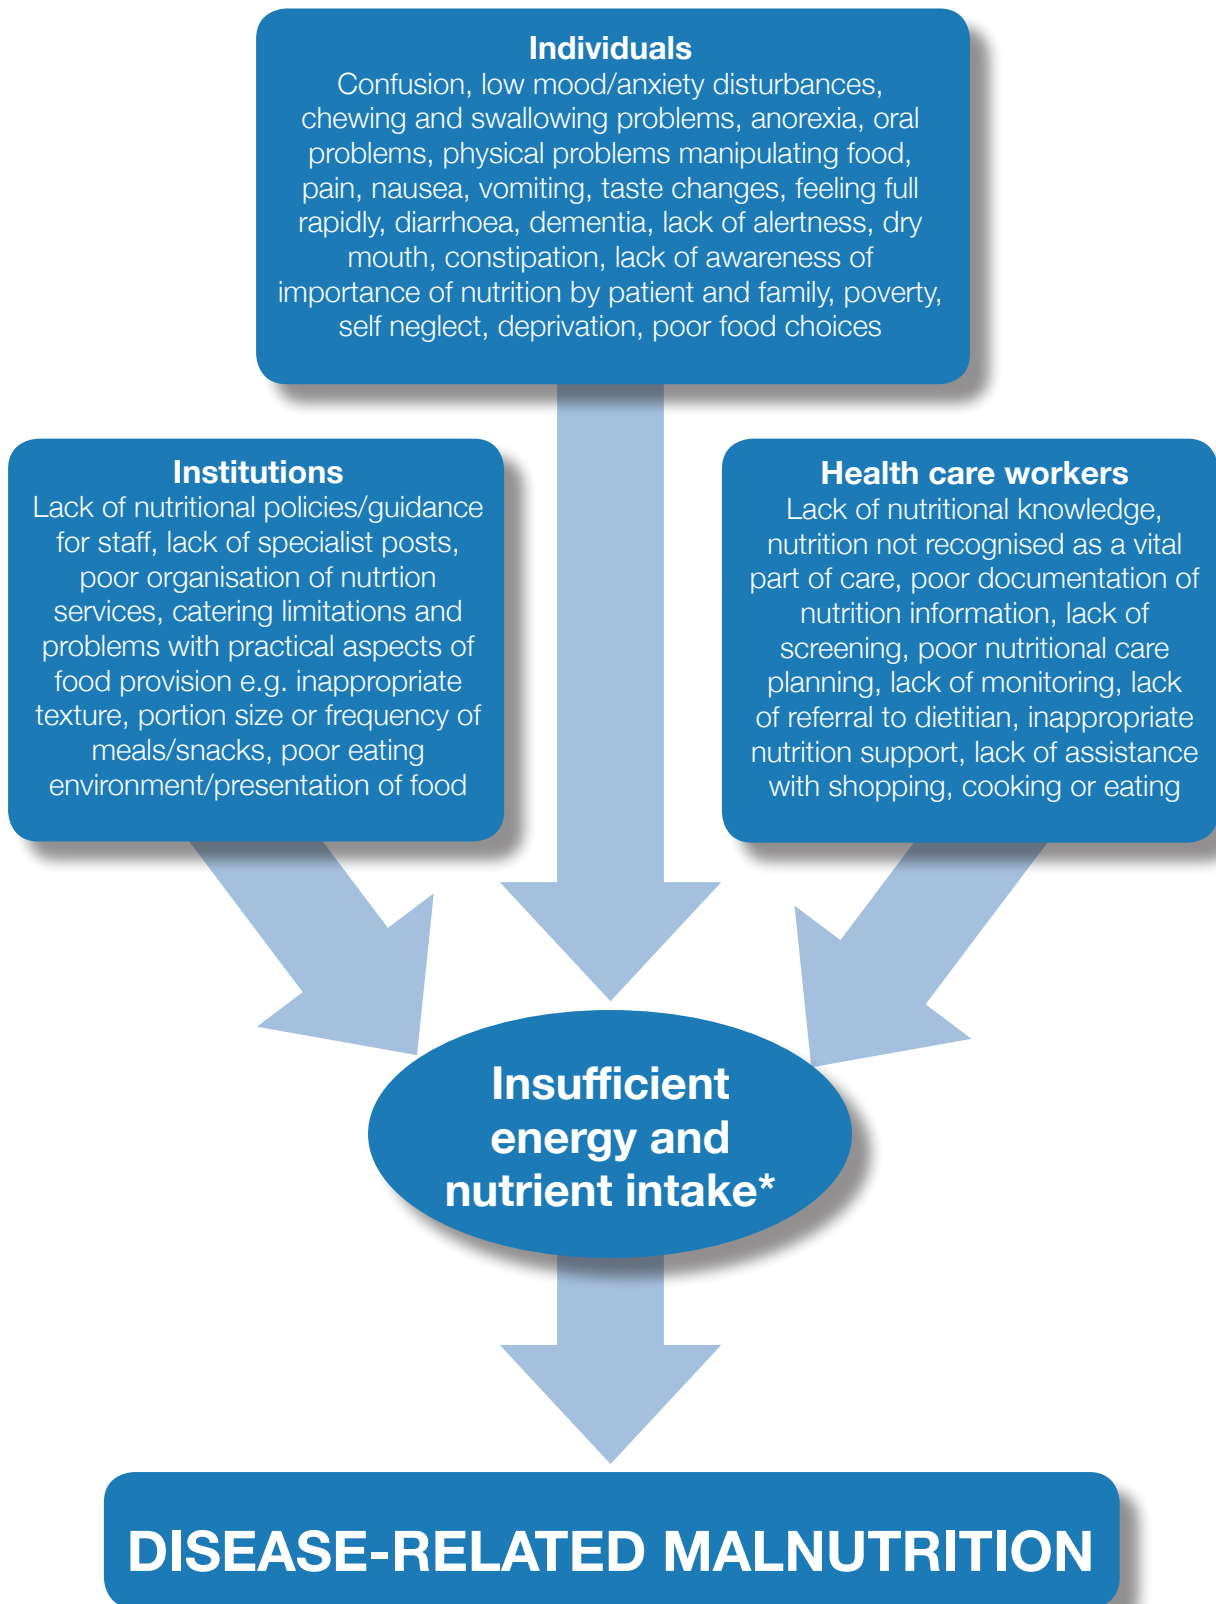 Individuals
Confusion, low mood/anxiety disturbances,
chewing and swallowing problems, anorexia, oral
problems, physical problems manipulating food,
pain, nausea, vomiting, taste changes, feeling full
rapidly, diarrhoea, dementia, lack of alertness, dry
mouth, constipation, lack of awareness of
importance of nutrition by patient and family, poverty,
self neglect, deprivation, poor food choices
Institutions
Lack of nutritional policies/guidance
for staff, lack of specialist posts,
poor organisation of nutrtion
services, catering limitations and
problems with practical aspects of
food provision e.g. inappropriate
texture, portion size or frequency of
meals/snacks, poor eating
environment/presentation of food
Health care workers
Lack of nutritional knowledge,
nutrition not recognised as a vital
part of care, poor documentation of
nutrition information, lack of
screening, poor nutritional care
planning, lack of monitoring, lack
of referral to dietitian, inappropriate
nutrition support, lack of assistance
with shopping, cooking or eating
Insufficient
energy and
nutrient intake*
DISEASE-RELATED MALNUTRITION